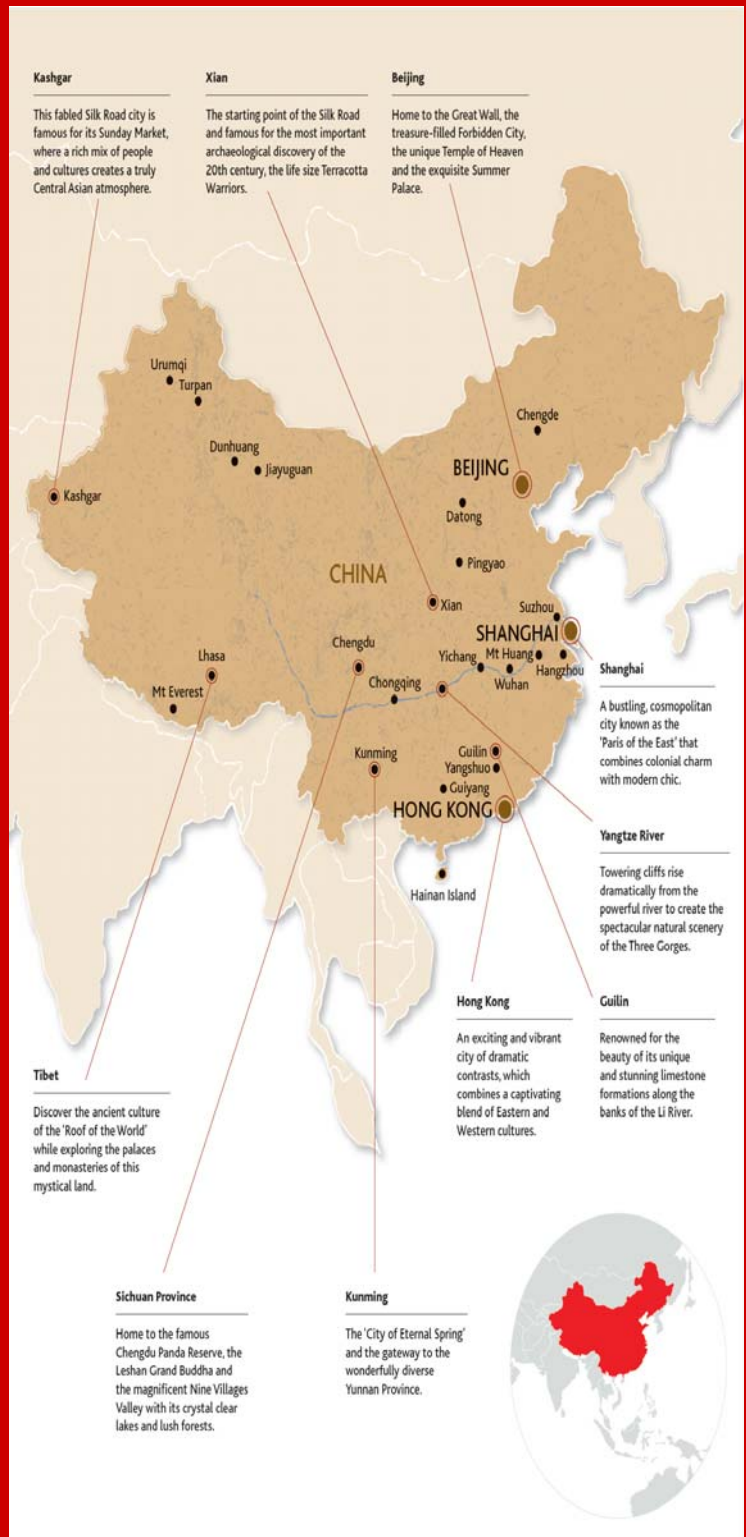 Kashgar
This fabled Silk Road city is
famous for its Sunday Market,
where a rich mix of people
and cultures creates a truly
Central Asian atmosphere.
Xian
The starting point of the Silk Road
and famous for the most important
archaeological discovery of the
20th century, the life size Terracotta
Warriors.
Beijing
Home to the Great Wall, the
treasure-filled Forbidden City,
the unique Temple of Heaven
and the exquisite Summer
Palace.
Urumqi
Turpan
Chengde
Dunhuang
Jiayuguan
BEIJING
Kashgar
Datong
Pingyao
CHINA
Xian
Suzhou
SHANGHAI
Chengdu
Lhasa
Yichang
Mt Huang
Hangzhou
Wuhan
Mt Everest
Chongqing
Kunming
Guilin
Yangshuo
Guiyang
HONG KONG
Hainan Island
Shanghai
A bustling, cosmopolitan
city known as the
'Paris of the East' that
combines colonial charm
with modern chic.
Yangtze River
Towering cliffs rise
dramatically from the
powerful river to create the
spectacular natural scenery
of the Three Gorges.
Hong Kong
An exciting and vibrant
city of dramatic
contrasts, which
combines a captivating
blend of Eastern and
Western cultures.
Guilin
Renowned for the
beauty of its unique
and stunning limestone
formations along the
banks of the Li River.
Tibet
Discover the ancient culture
of the 'Roof of the World'
while exploring the palaces
and monasteries of this
mystical land.
Sichuan Province
Home to the famous
Chengdu Panda Reserve, the
Leshan Grand Buddha and
the magnificent Nine Villages
Valley with its crystal clear
lakes and lush forests.
Kunming
The 'City of Eternal Spring'
and the gateway to the
wonderfully diverse
Yunnan Province.